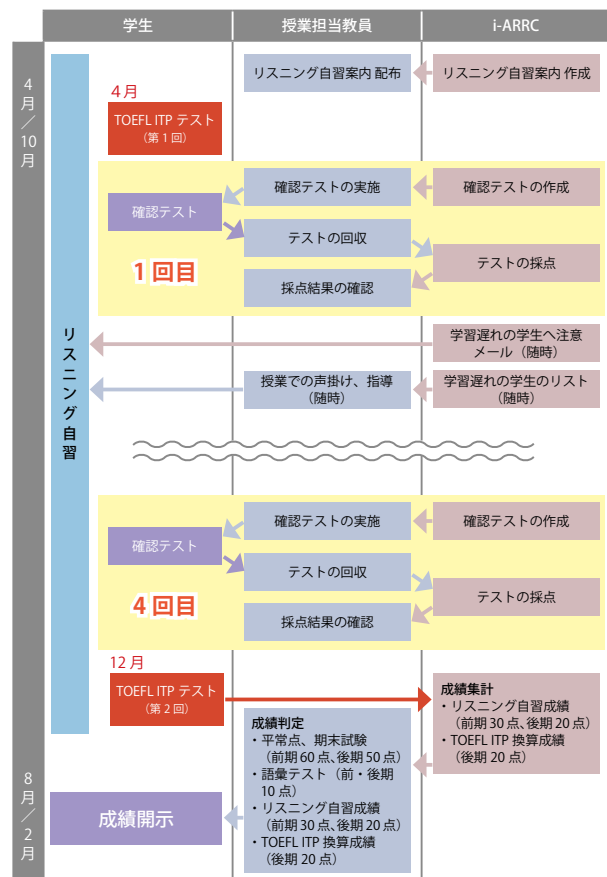 学生
授業担当教員
i-ARRC
4月／10月
8月／2月
リスニング自習
リスニング自習案内 配布
リスニング自習案内 作成
4月
TOEFL ITP テスト
（第1回）
確認テストの実施
確認テストの作成
確認テスト
テストの回収
テストの採点
1回目
採点結果の確認
学習遅れの学生へ注意
メール（随時）
授業での声掛け、指導
（随時）
学習遅れの学生のリスト
（随時）
確認テストの実施
確認テストの作成
確認テスト
テストの回収
テストの採点
4回目
採点結果の確認
12月
TOEFL ITP テスト
（第2回）
成績集計
・リスニング自習成績
（前期30点、後期20点）
・TOEFL ITP 換算成績
（後期20点）
成績判定
・平常点、期末試験
（前期60点、後期50点）
・語彙テスト（前・後期
10点）
・リスニング自習成績
（前期30点、後期20点）
・TOEFL ITP 換算成績
（後期20点）
成績開示